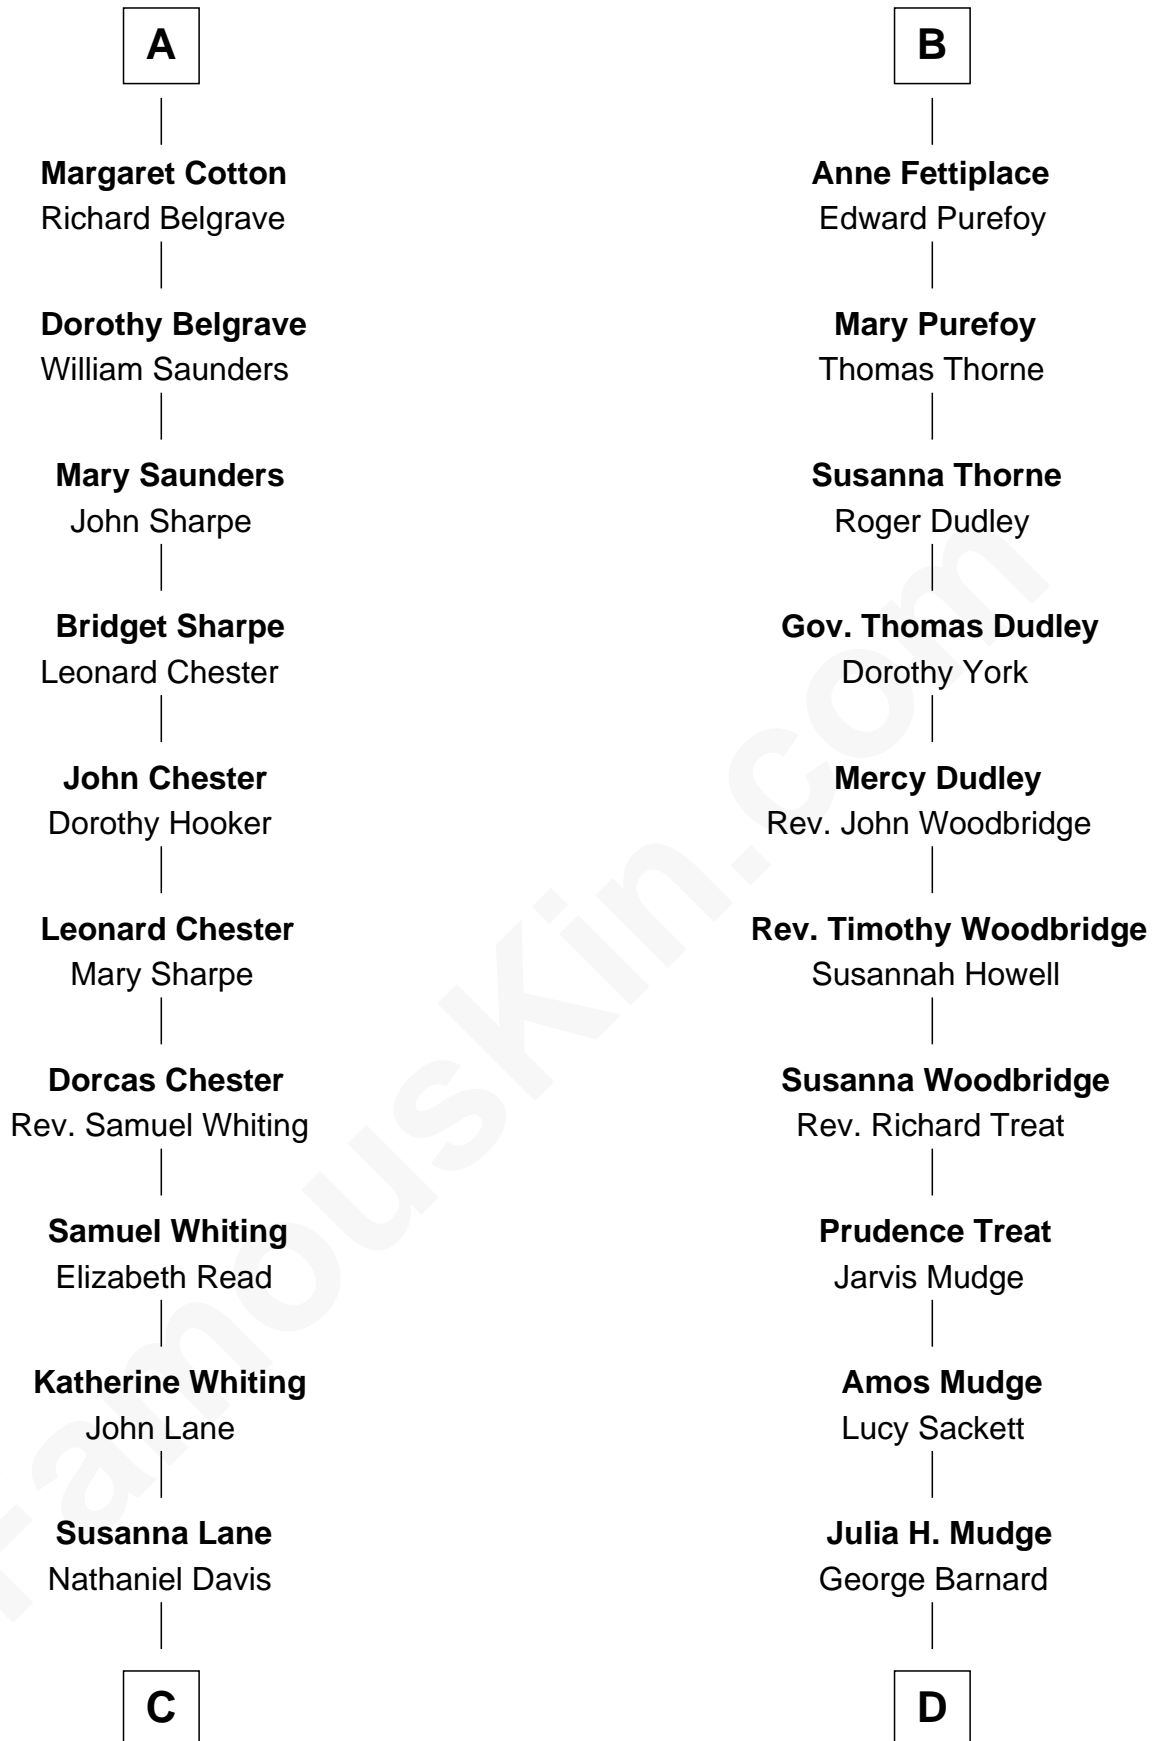 A
Margaret Cotton
Richard Belgrave
Dorothy Belgrave
William Saunders
Mary Saunders
John Sharpe
Bridget Sharpe
Leonard Chester
John Chester
Dorothy Hooker
Leonard Chester
Mary Sharpe
Dorcas Chester
Rev. Samuel Whiting
Samuel Whiting
Elizabeth Read
Katherine Whiting
John Lane
Susanna Lane
Nathaniel Davis
C
B
Anne Fettiplace
Edward Purefoy
Mary Purefoy
Thomas Thorne
Susanna Thorne
Roger Dudley
Gov. Thomas Dudley
Dorothy York
Mercy Dudley
Rev. John Woodbridge
Rev. Timothy Woodbridge
Susannah Howell
Susanna Woodbridge
Rev. Richard Treat
Prudence Treat
Jarvis Mudge
Amos Mudge
Lucy Sackett
Julia H. Mudge
George Barnard
D
FamousKin.com